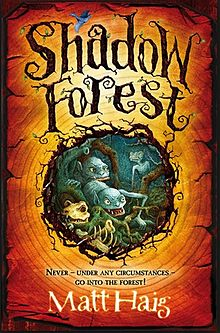 Shadow
Forest
NEVER – UNDER ANY CIRCUMSTANCES –
GO INTO THE FOREST!
Matt Haig